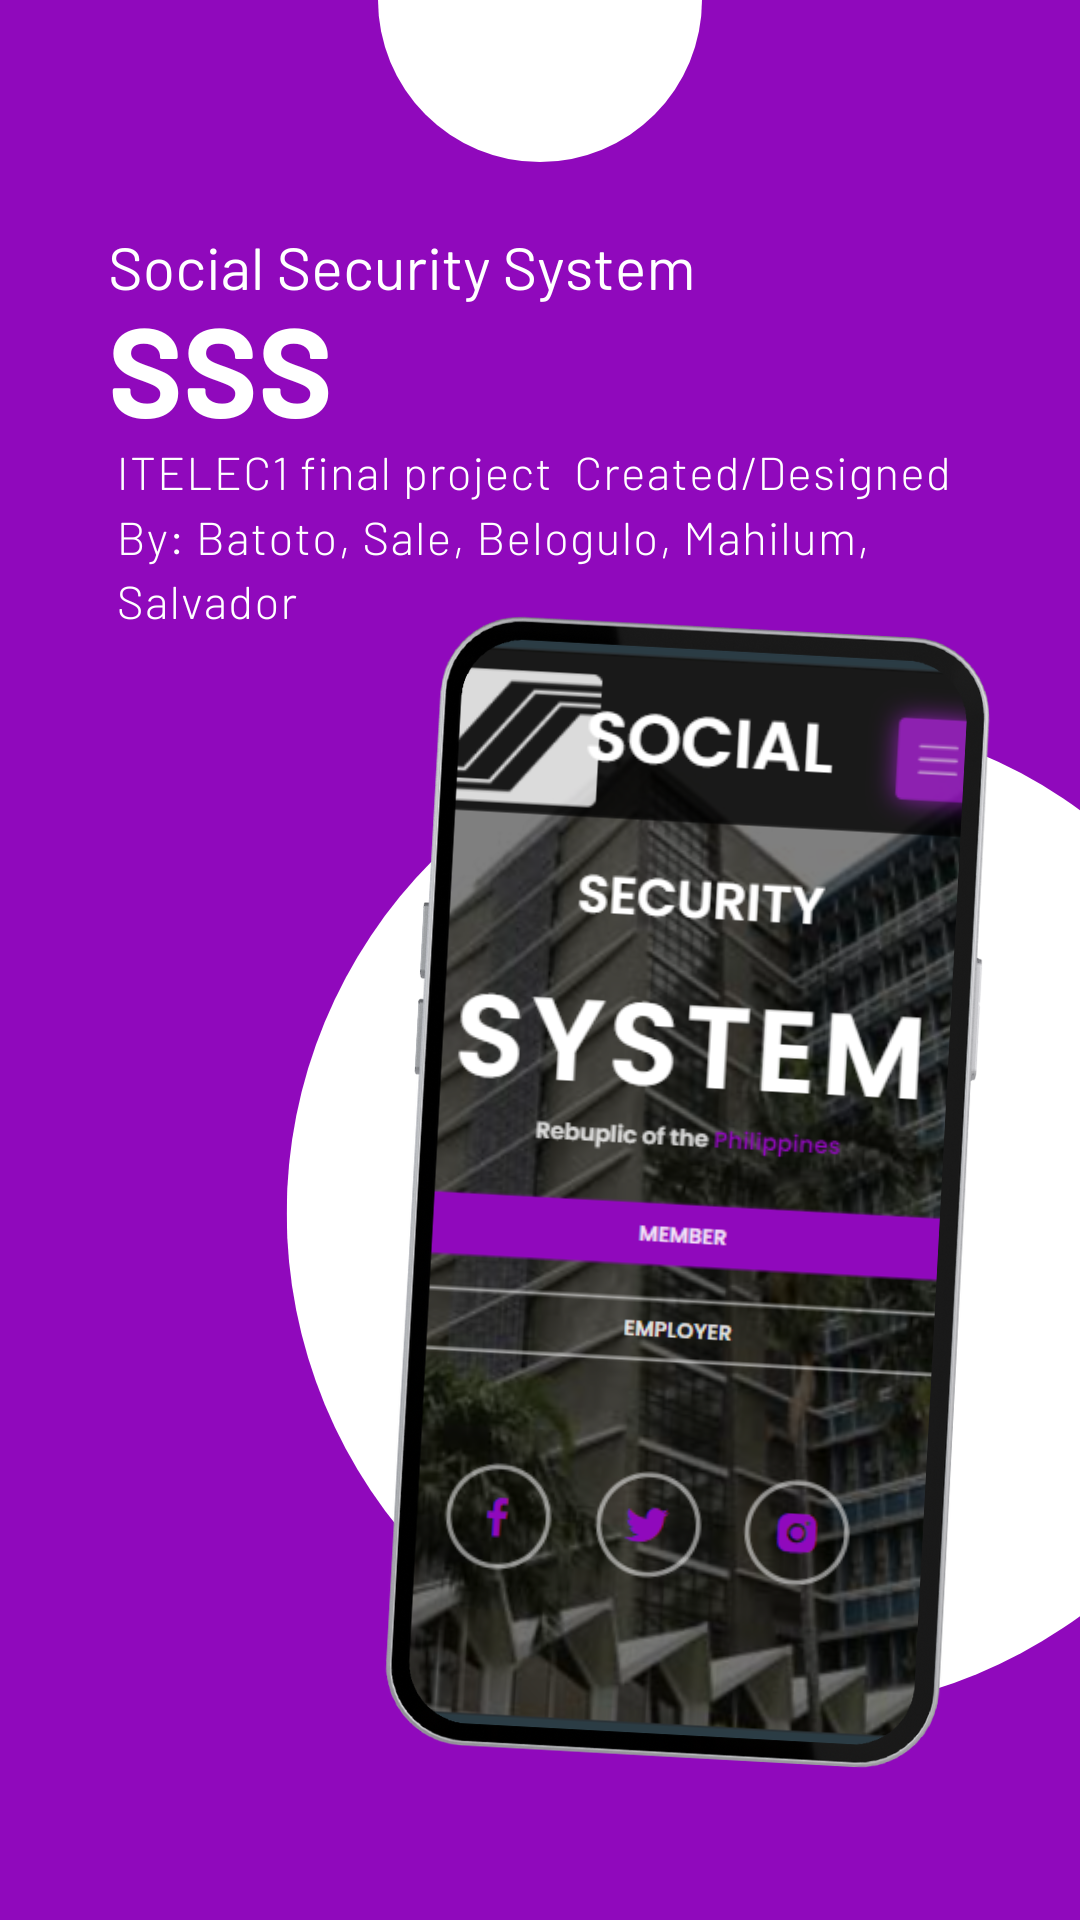 Social Security System
SSS
ITELEC1 final project Created/Designed
By: Batoto, Sale, Belogulo, Mahilum,
Salvador
SOCIAL
SECURITY
SYSTEM
Rebuplic of the Philippines
MEMBER
EMPLOYER